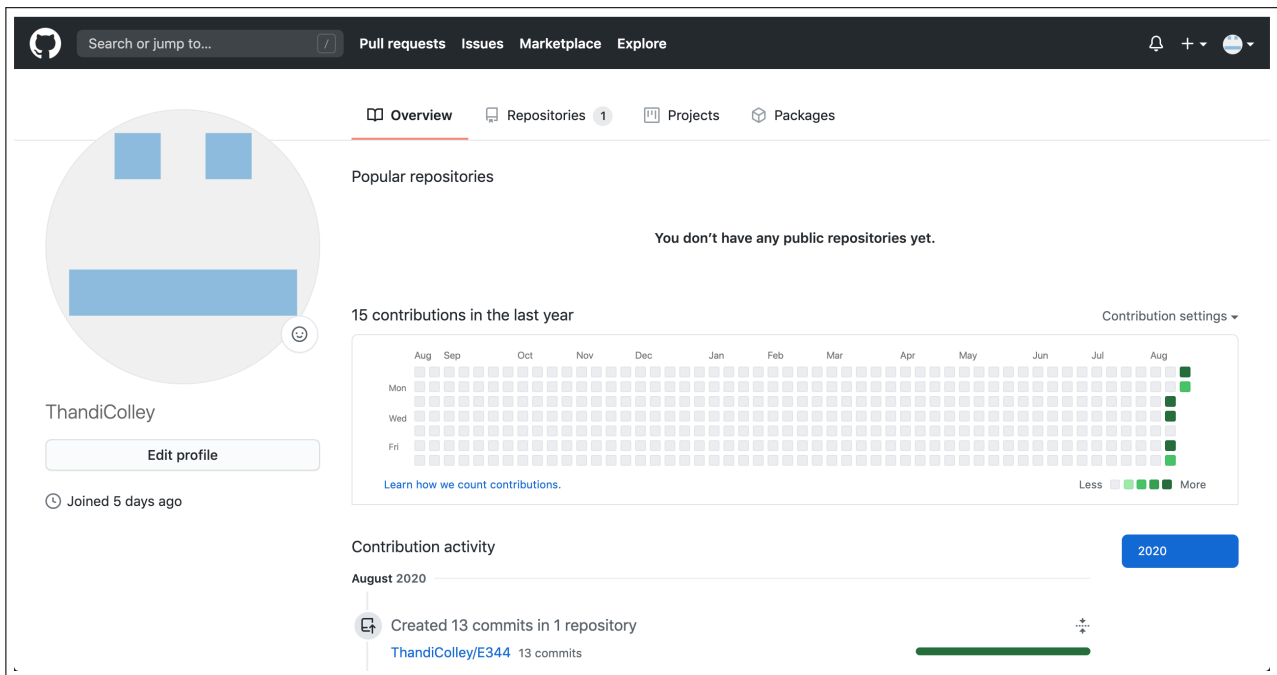 Search or jump to... /
Pull requests Issues Marketplace Explore
Overview Repositories 1 Projects Packages
Popular repositories
You don't have any public repositories yet.
15 contributions in the last year
Contribution settings
Aug Sep Oct Nov Dec Jan Feb Mar Apr May Jun Jul Aug
Mon
Wed
Fri
Learn how we count contributions.
Less More
ThandiColley
Edit profile
Joined 5 days ago
Contribution activity
2020
August 2020
Created 13 commits in 1 repository
ThandiColley/E344 13 commits